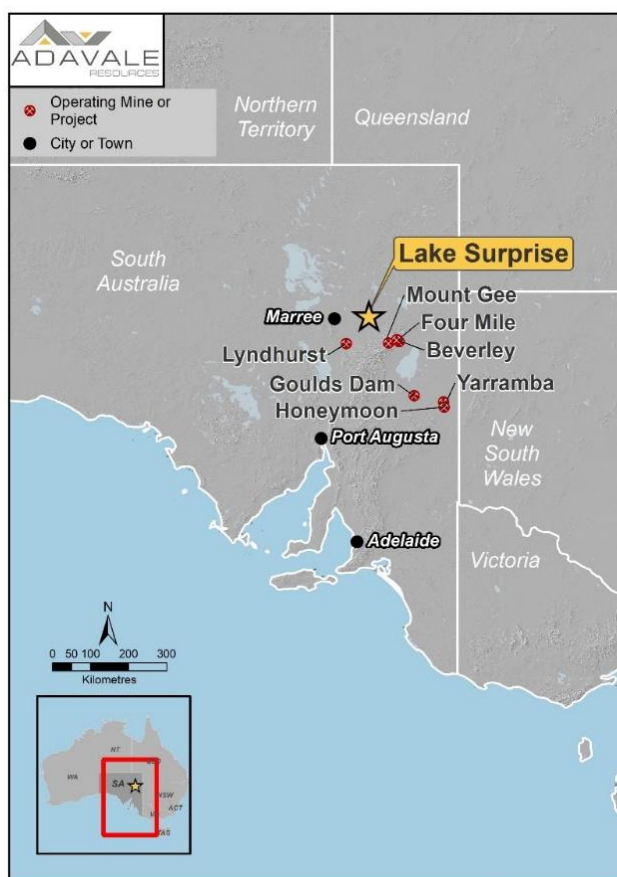 ADAVALE
RESOURCES
Operating Mine or
Project
City or Town
Northern
Territory
Queensland
South
Australia
Lake Surprise
Marree
Mount Gee
Four Mile
Lyndhurst
Beverley
Goulds Dam
Yarramba
Honeymoon
Port Augusta
New
South
Wales
Adelaide
Victoria
N
0 50 100 200 300
Kilometres
NT
WA
SA
NSW
ACT